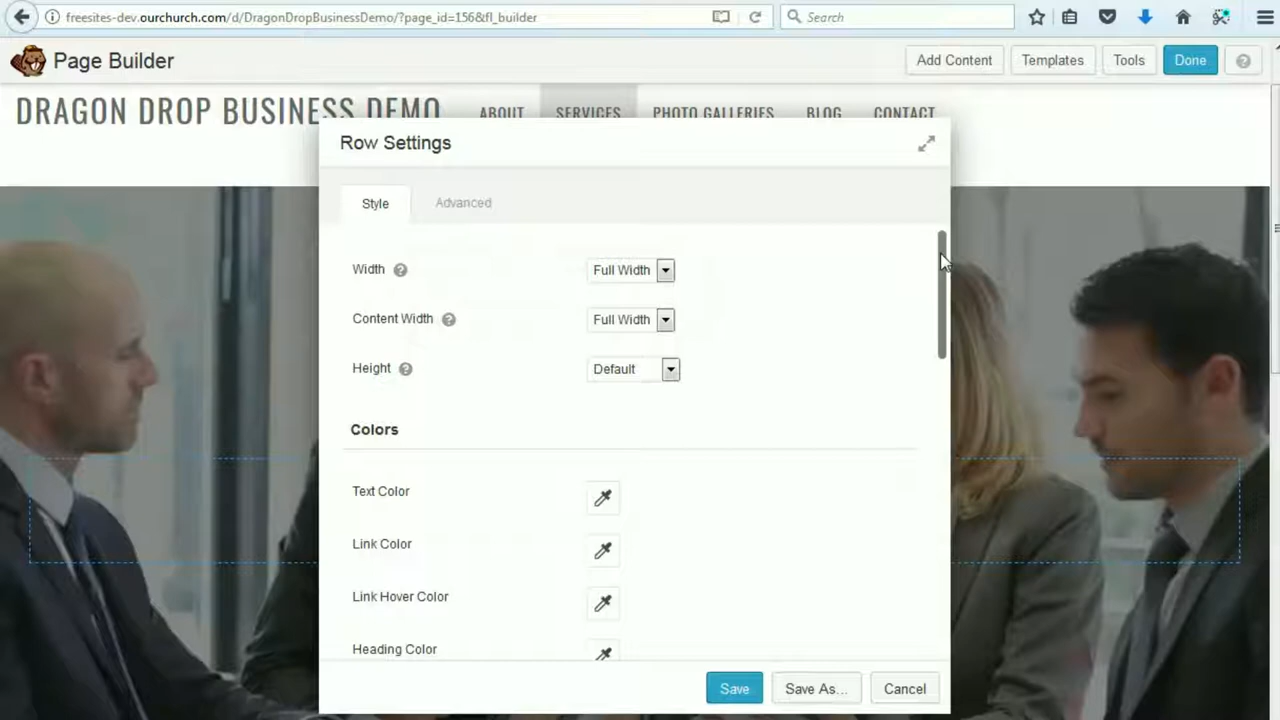 freesites-dev.ourchurch.com/d/DragonDropBusinessDemo/?page_id=156&fl_builder
Search
Page Builder
Add Content
Templates
Tools
Done
DRAGON DROP BUSINESS DEMO
ABOUT
SERVICES
PHOTO GALLERIES
BLOG
CONTACT
Row Settings
Style
Advanced
Width ?
Full Width
Content Width ?
Full Width
Height ?
Default
Colors
Text Color
Link Color
Link Hover Color
Heading Color
Save
Save As...
Cancel